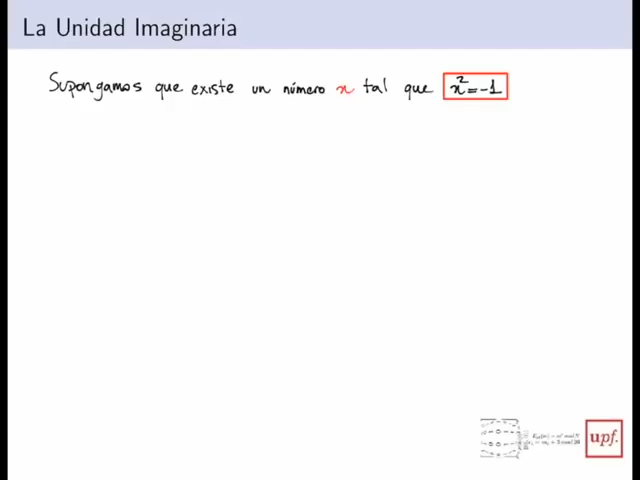 La Unidad Imaginaria
Supongamos que existe un número x tal que x²=-1
upf.